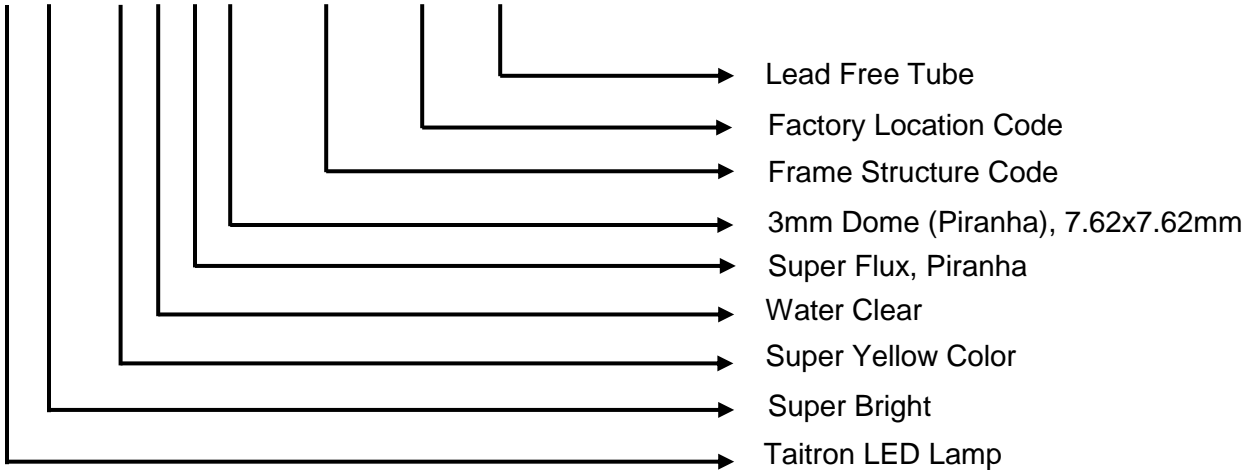 Lead Free Tube
Factory Location Code
Frame Structure Code
3mm Dome (Piranha), 7.62x7.62mm
Super Flux, Piranha
Water Clear
Super Yellow Color
Super Bright
Taitron LED Lamp